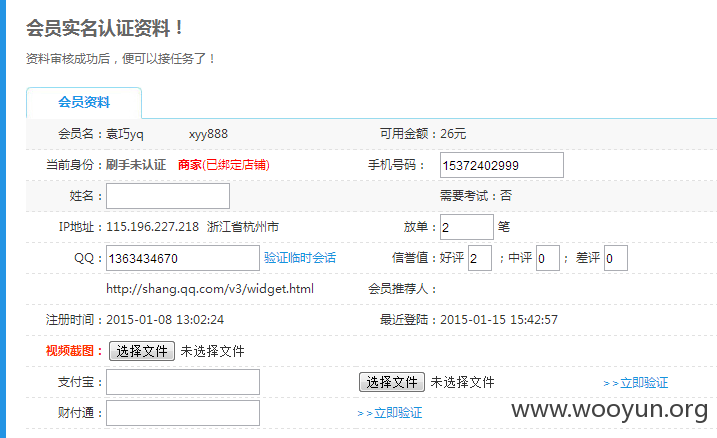 会员实名认证资料！
资料审核成功后，便可以接任务了！
会员资料
会员名：袁巧yq xyy888 可用金额：26元
当前身份：刷手未认证 商家(已绑定店铺) 手机号码： 15372402999
姓名： 需要考试：否
IP地址：115.196.227.218 浙江省杭州市 放单： 2 笔
QQ： 1363434670 验证临时会话 信誉值：好评 2 ；中评 0 ； 差评 0
http://shang.qq.com/v3/widget.html 会员推荐人：
注册时间：2015-01-08 13:02:24 最近登陆：2015-01-15 15:42:57
视频截图： 选择文件 未选择文件
支付宝： 选择文件 未选择文件 >>立即验证
财付通： >>立即验证
www.wooyun.org